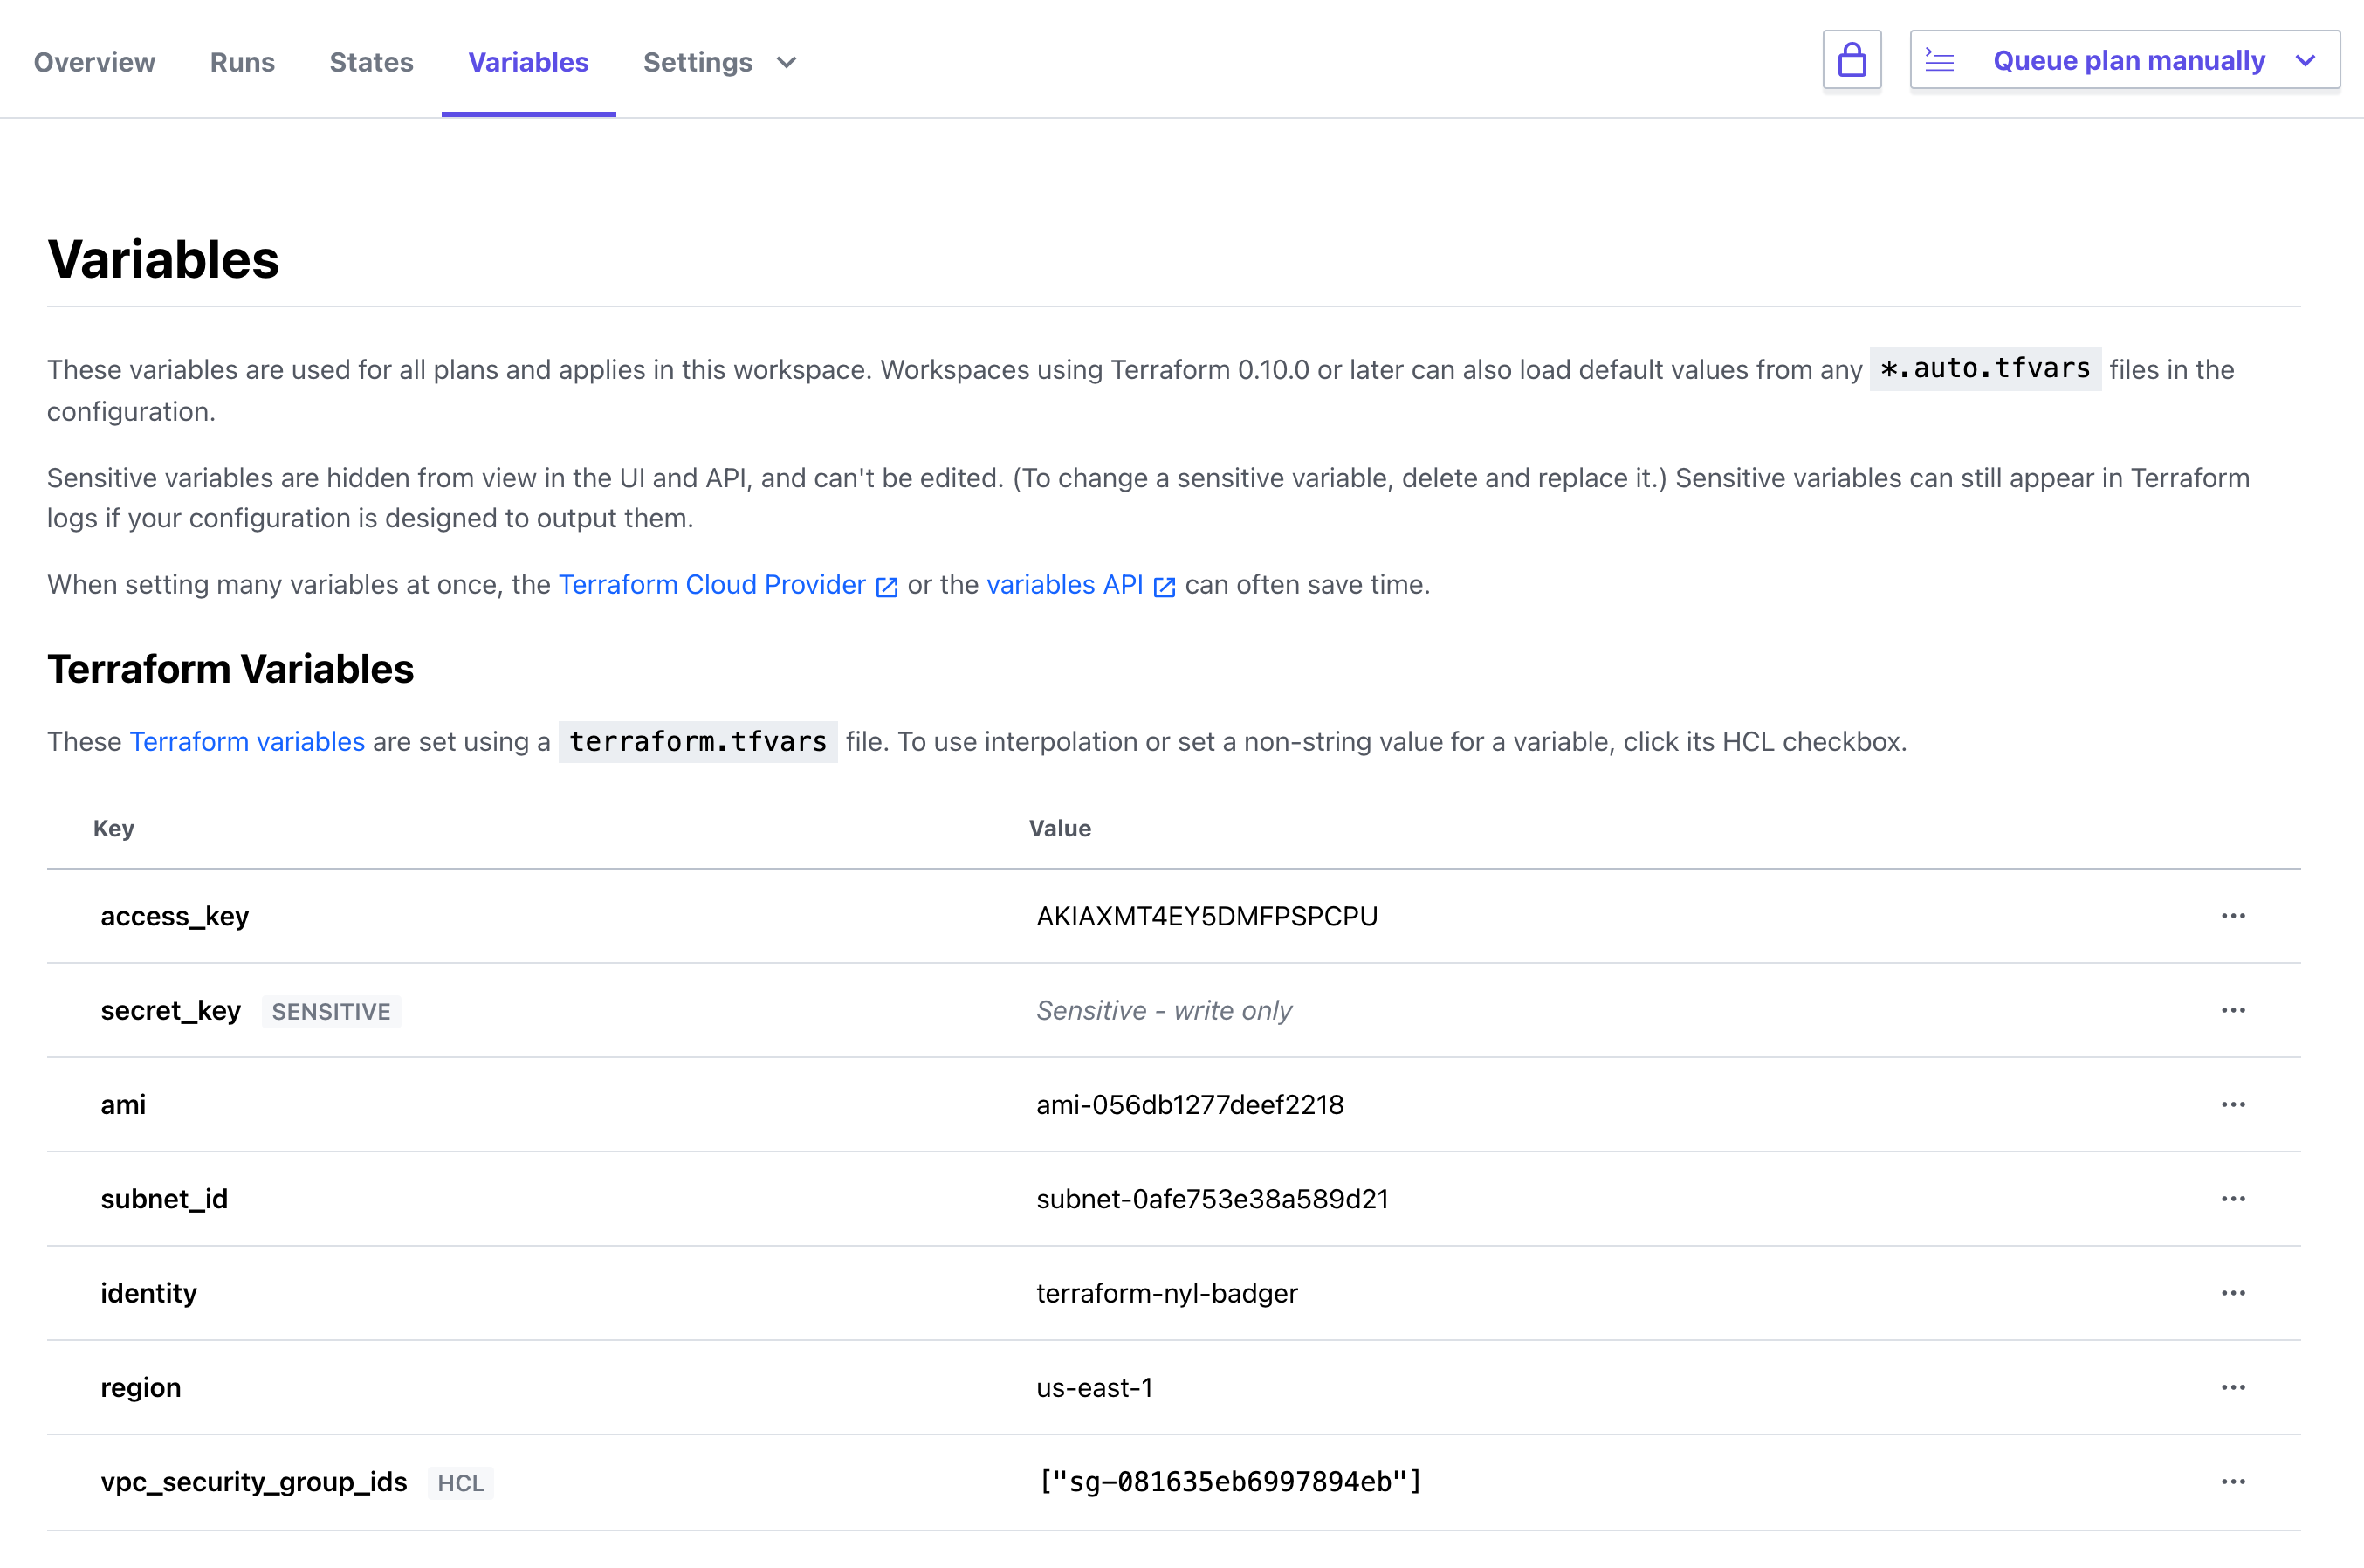 Overview Runs States Variables Settings Queue plan manually
Variables
These variables are used for all plans and applies in this workspace. Workspaces using Terraform 0.10.0 or later can also load default values from any *.auto.tfvars files in the
configuration.
Sensitive variables are hidden from view in the UI and API, and can't be edited. (To change a sensitive variable, delete and replace it.) Sensitive variables can still appear in Terraform
logs if your configuration is designed to output them.
When setting many variables at once, the Terraform Cloud Provider or the variables API can often save time.
Terraform Variables
These Terraform variables are set using a terraform.tfvars file. To use interpolation or set a non-string value for a variable, click its HCL checkbox.
Key Value
access_key AKIAXMT4EY5DMFPSPCPU
secret_key SENSITIVE Sensitive - write only
ami ami-056db1277deef2218
subnet_id subnet-0afe753e38a589d21
identity terraform-nyl-badger
region us-east-1
vpc_security_group_ids HCL ["sg-081635eb6997894eb"]